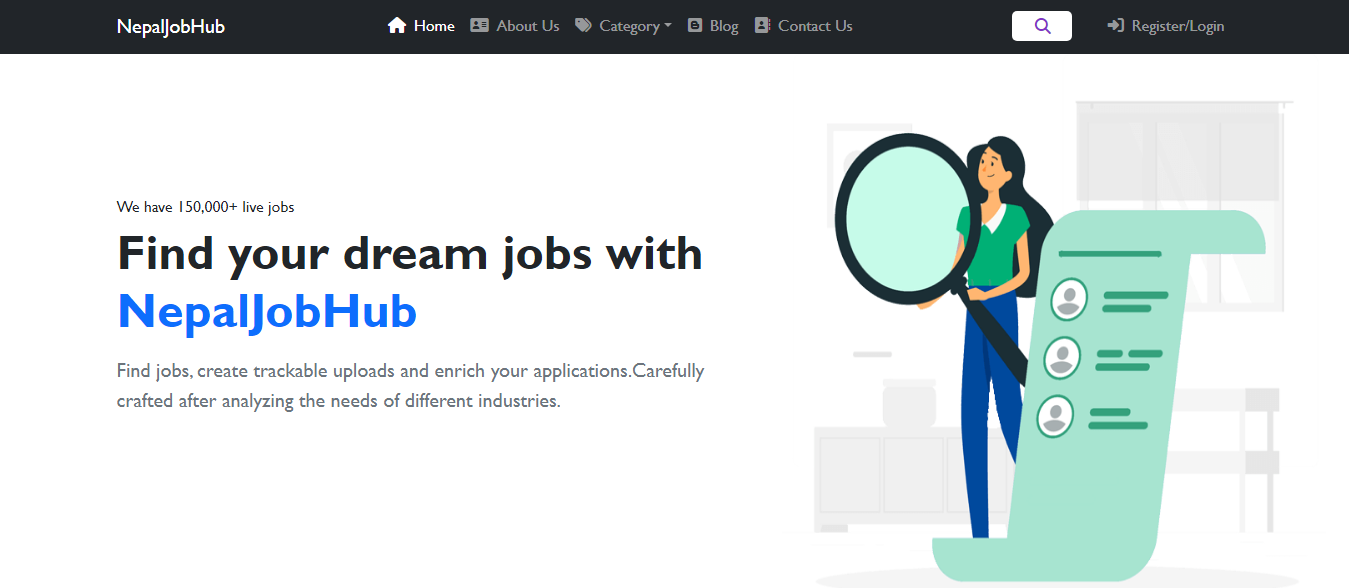 NepalJobHub
Home About Us Category Blog Contact Us
Register/Login
We have 150,000+ live jobs
Find your dream jobs with
NepalJobHub
Find jobs, create trackable uploads and enrich your applications.Carefully
crafted after analyzing the needs of different industries.